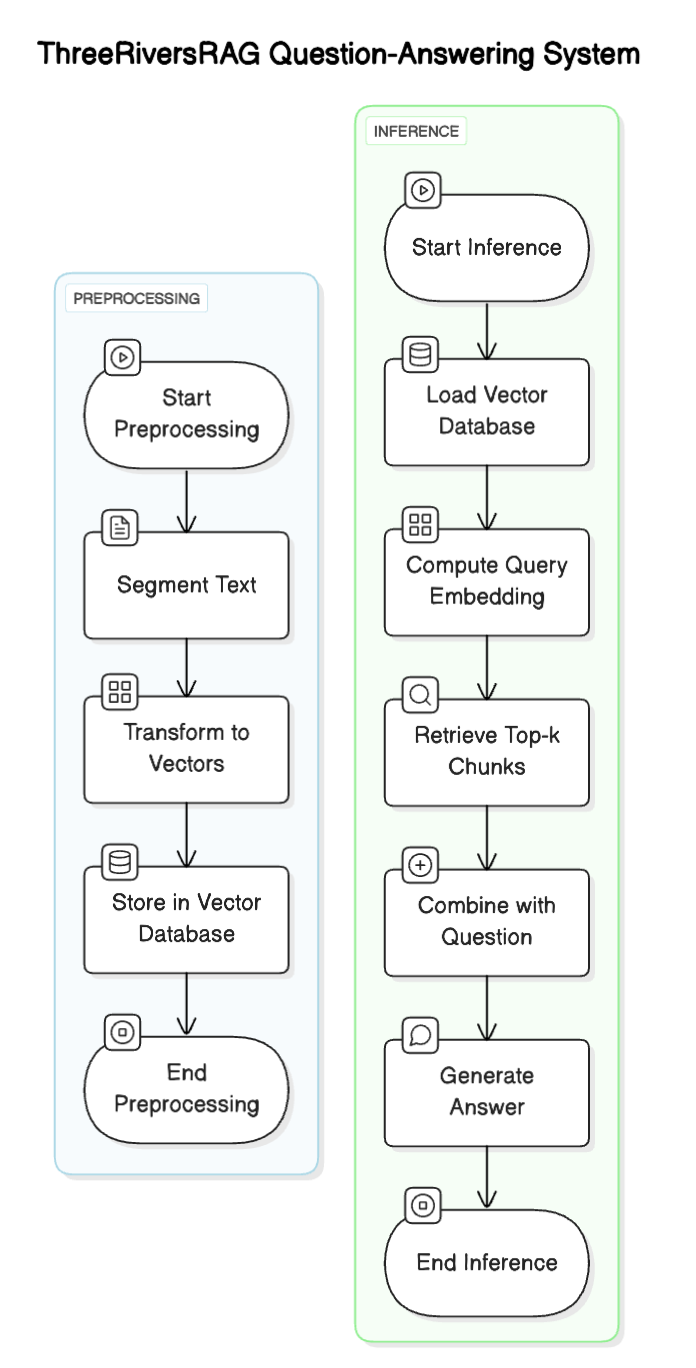 ThreeRiversRAG Question-Answering System
PREPROCESSING
Start
Preprocessing
Segment Text
Transform to
Vectors
Store in Vector
Database
End
Preprocessing
INFERENCE
Start Inference
Load Vector
Database
Compute Query
Embedding
Retrieve Top-k
Chunks
Combine with
Question
Generate
Answer
End Inference